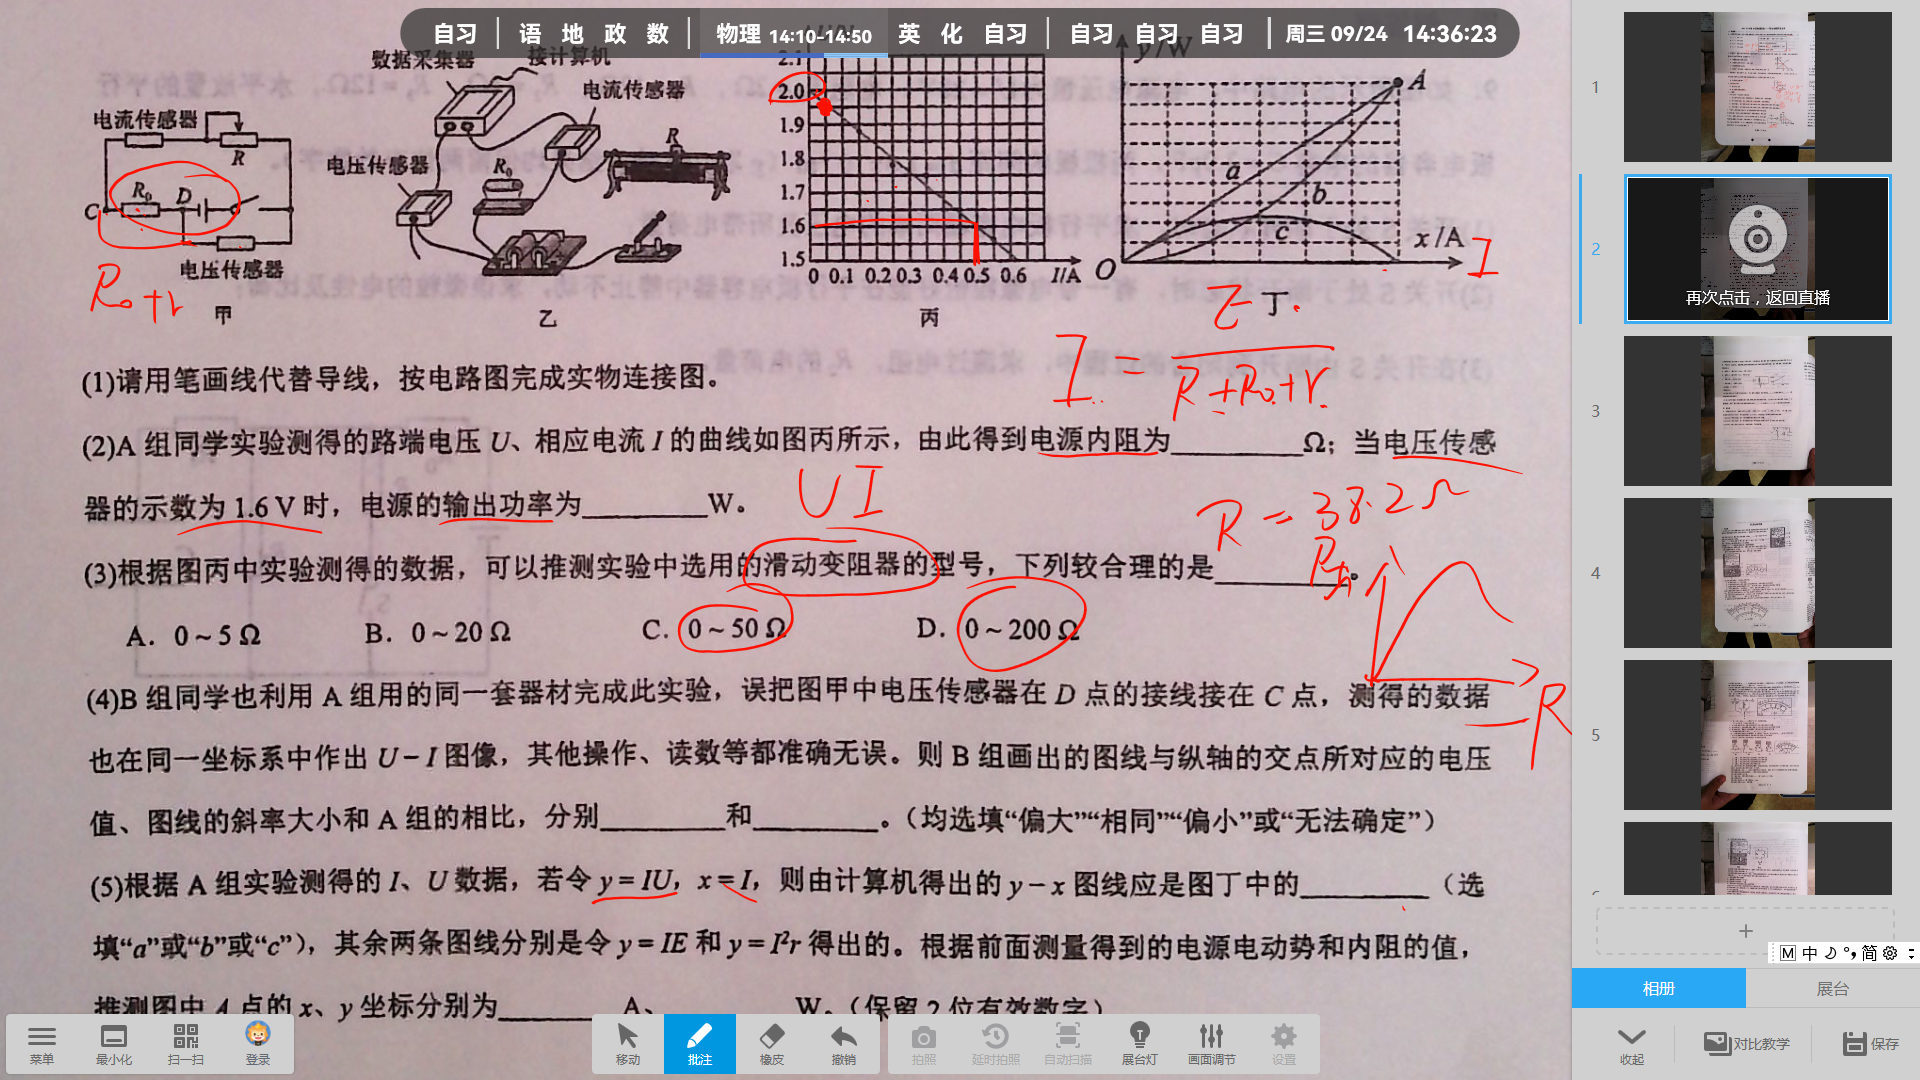 自习 语 地 政 数 物理 14:10-14:50 英 化 自习 自习 自习 自习 周三 09/24 14:36:23
数据采集器 接计算机
电流传感器
电流传感器
R
电压传感器
R₀
R
R₀ D
C
电压传感器
甲
乙
2.1
2.0
1.9
1.8
1.7
1.6
1.5
0 0.1 0.2 0.3 0.4 0.5 0.6 I/A
丙
y/W
A
a
b
c
O
x/A
丁
R₀+r
I
I = E / (R+R₀+r)
(1)请用笔画线代替导线，按电路图完成实物连接图。
(2)A 组同学实验测得的路端电压 U、相应电流 I 的曲线如图丙所示，由此得到电源内阻为________Ω；当电压传感
器的示数为 1.6 V 时，电源的输出功率为________W。
UI
R = 38.2Ω
(3)根据图丙中实验测得的数据，可以推测实验中选用的滑动变阻器的型号，下列较合理的是________。
A．0～5 Ω B．0～20 Ω C．0～50 Ω D．0～200 Ω
R
(4)B 组同学也利用 A 组用的同一套器材完成此实验，误把图甲中电压传感器在 D 点的接线接在 C 点，测得的数据
也在同一坐标系中作出 U－I 图像，其他操作、读数等都准确无误。则 B 组画出的图线与纵轴的交点所对应的电压
值、图线的斜率大小和 A 组的相比，分别________和________。（均选填“偏大”“相同”“偏小”或“无法确定”）
(5)根据 A 组实验测得的 I、U 数据，若令 y＝IU，x＝I，则由计算机得出的 y－x 图线应是图丁中的________（选
填“a”或“b”或“c”），其余两条图线分别是令 y＝IE 和 y＝I²r 得出的。根据前面测量得到的电源电动势和内阻的值，
推测图中 A 点的 x、y 坐标分别为________A、________W。（保留 2 位有效数字）
1
2
再次点击，返回直播
3
4
5
+
M 中 简
相册 展台
菜单 最小化 扫一扫 登录 移动 批注 橡皮 撤销 拍照 延时拍照 自动扫描 展台灯 画面调节 设置 收起 对比教学 保存